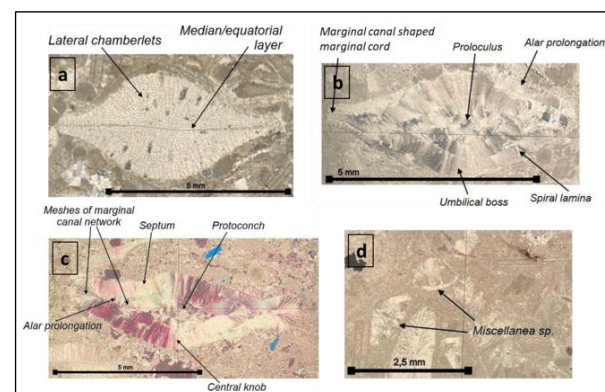 a
Lateral chamberlets
Median/equatorial
layer
5 mm
b
Marginal canal shaped
marginal cord
Proloculus
Alar prolongation
5 mm
Umbilical boss
Spiral lamina
c
Meshes of marginal
canal network
Septum
Protoconch
Alar prolongation
5 mm
Central knob
d
Miscellanea sp.
2,5 mm